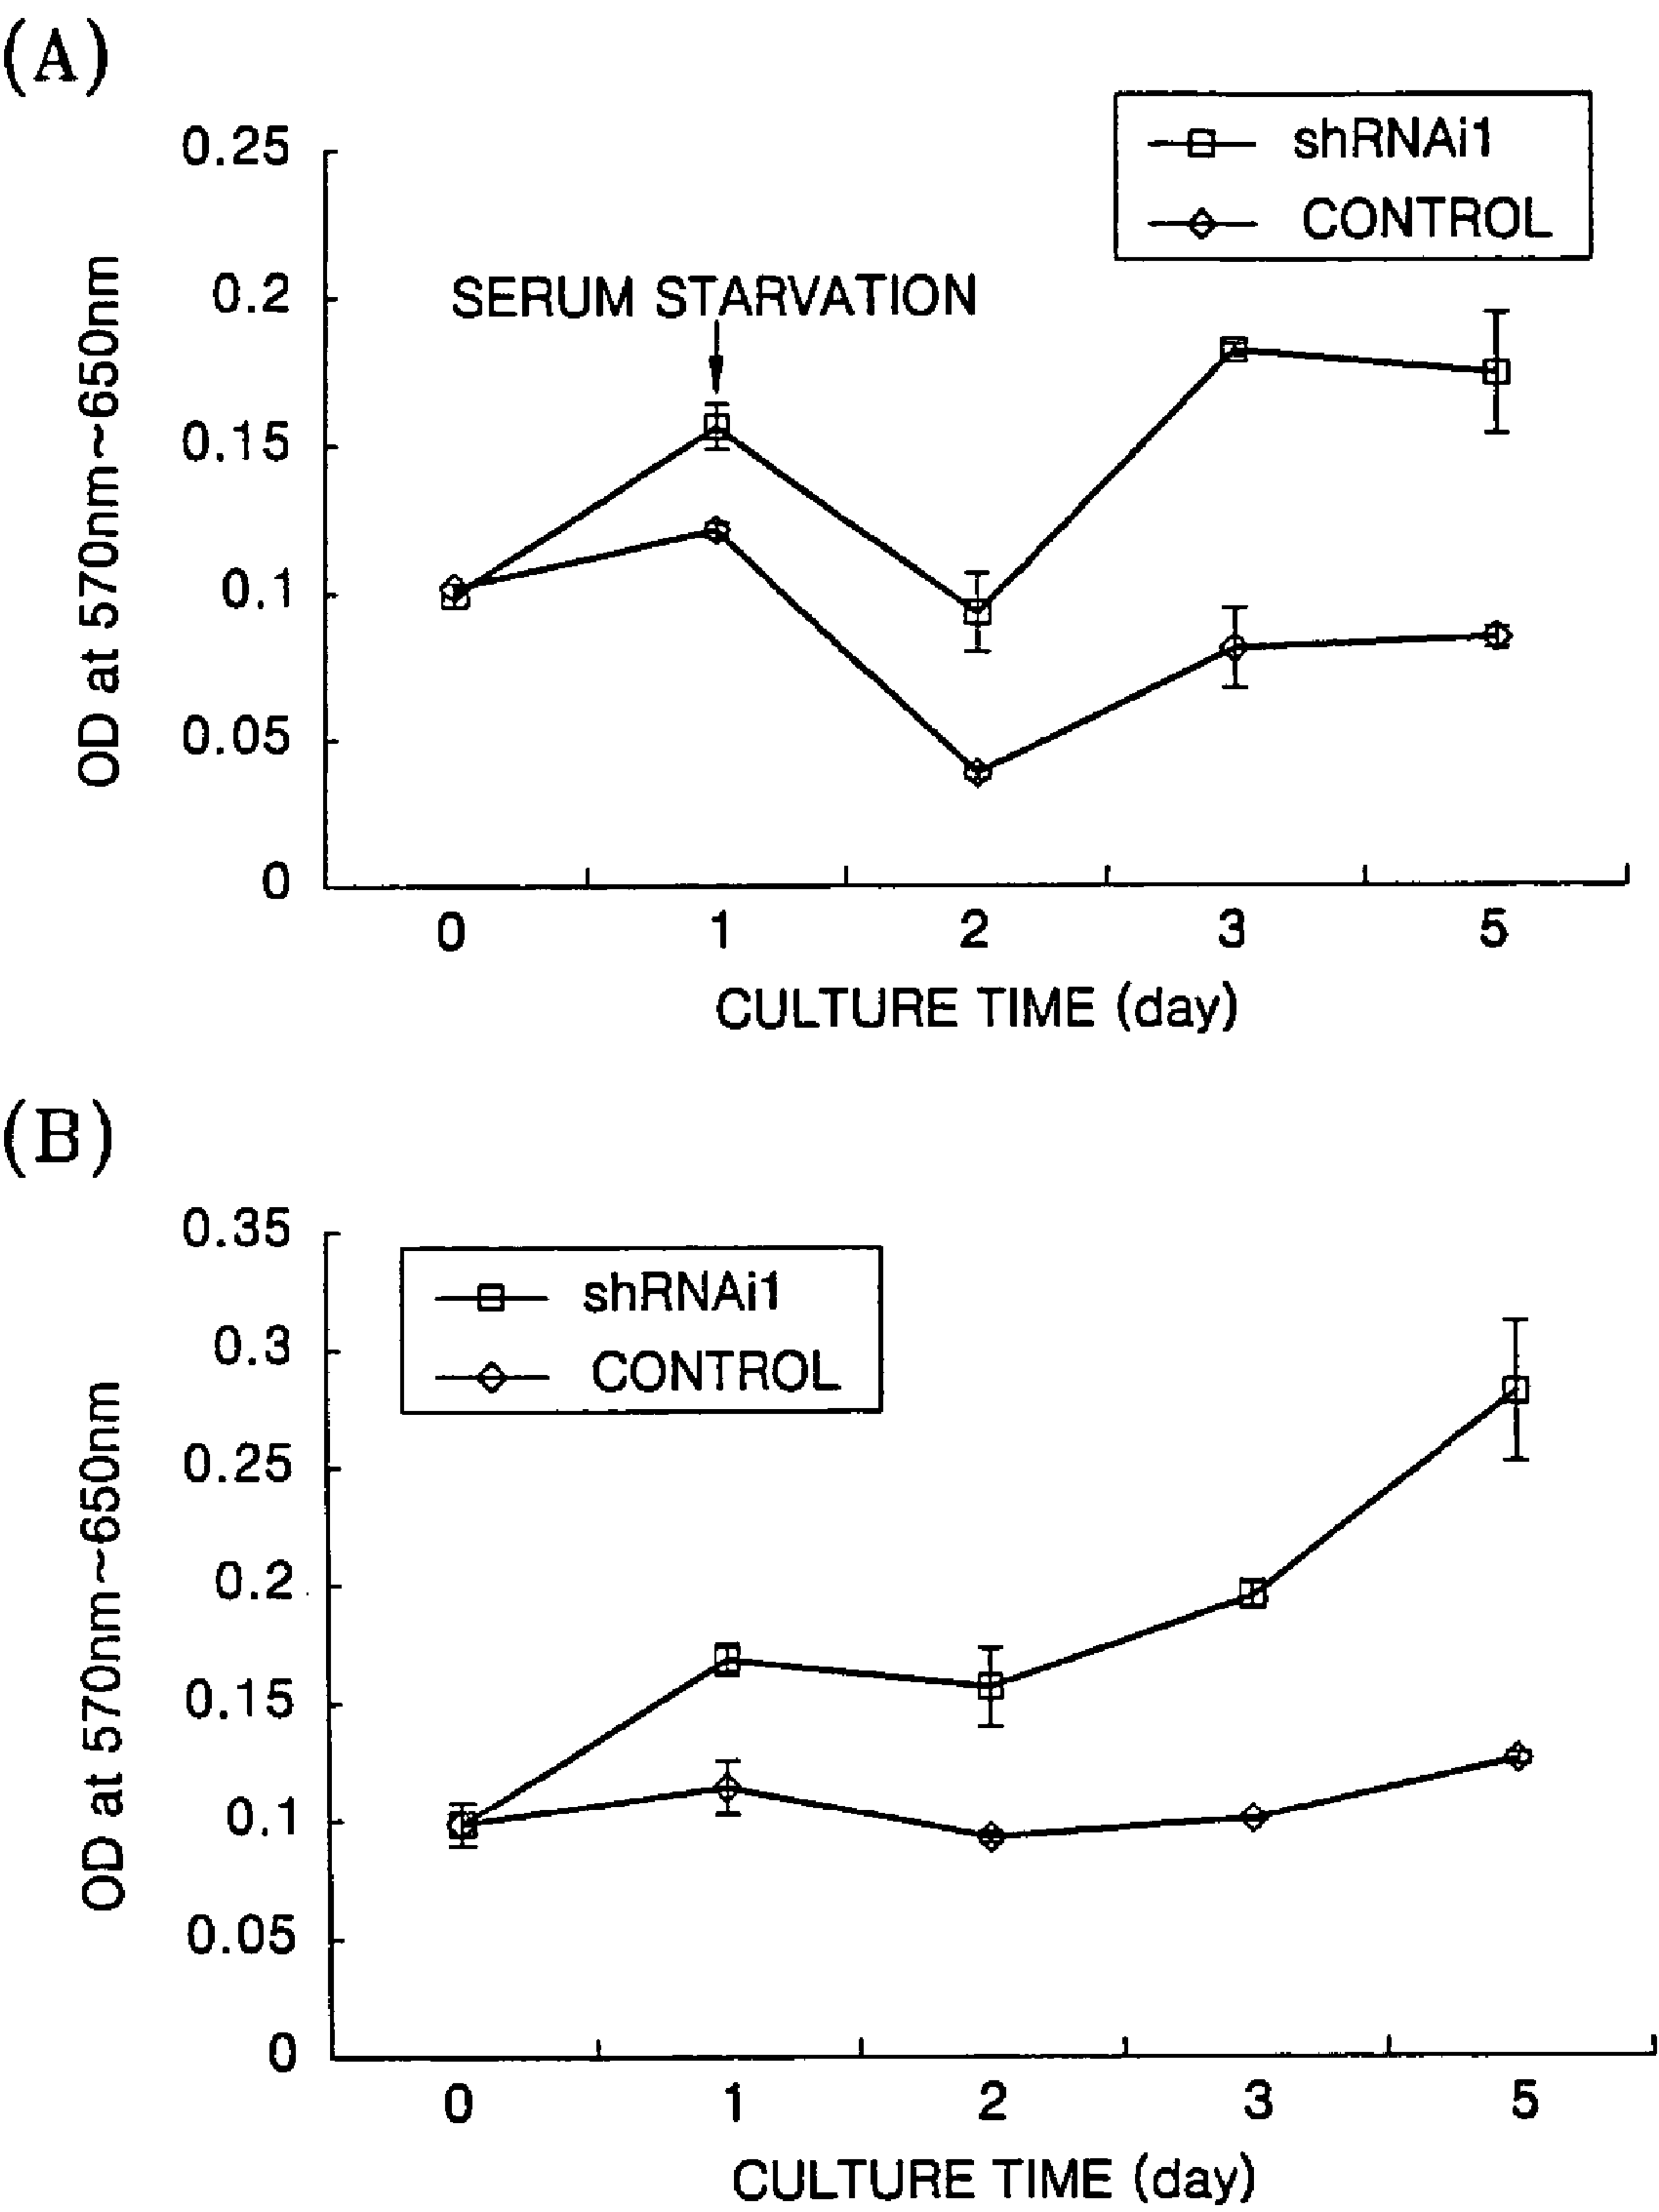 (A)
0.25
0.2
0.15
0.1
0.05
0
OD at 570nm~650nm
shRNAi1
CONTROL
SERUM STARVATION
0 1 2 3 5
CULTURE TIME (day)
(B)
0.35
0.3
0.25
0.2
0.15
0.1
0.05
0
OD at 570nm~650nm
shRNAi1
CONTROL
0 1 2 3 5
CULTURE TIME (day)